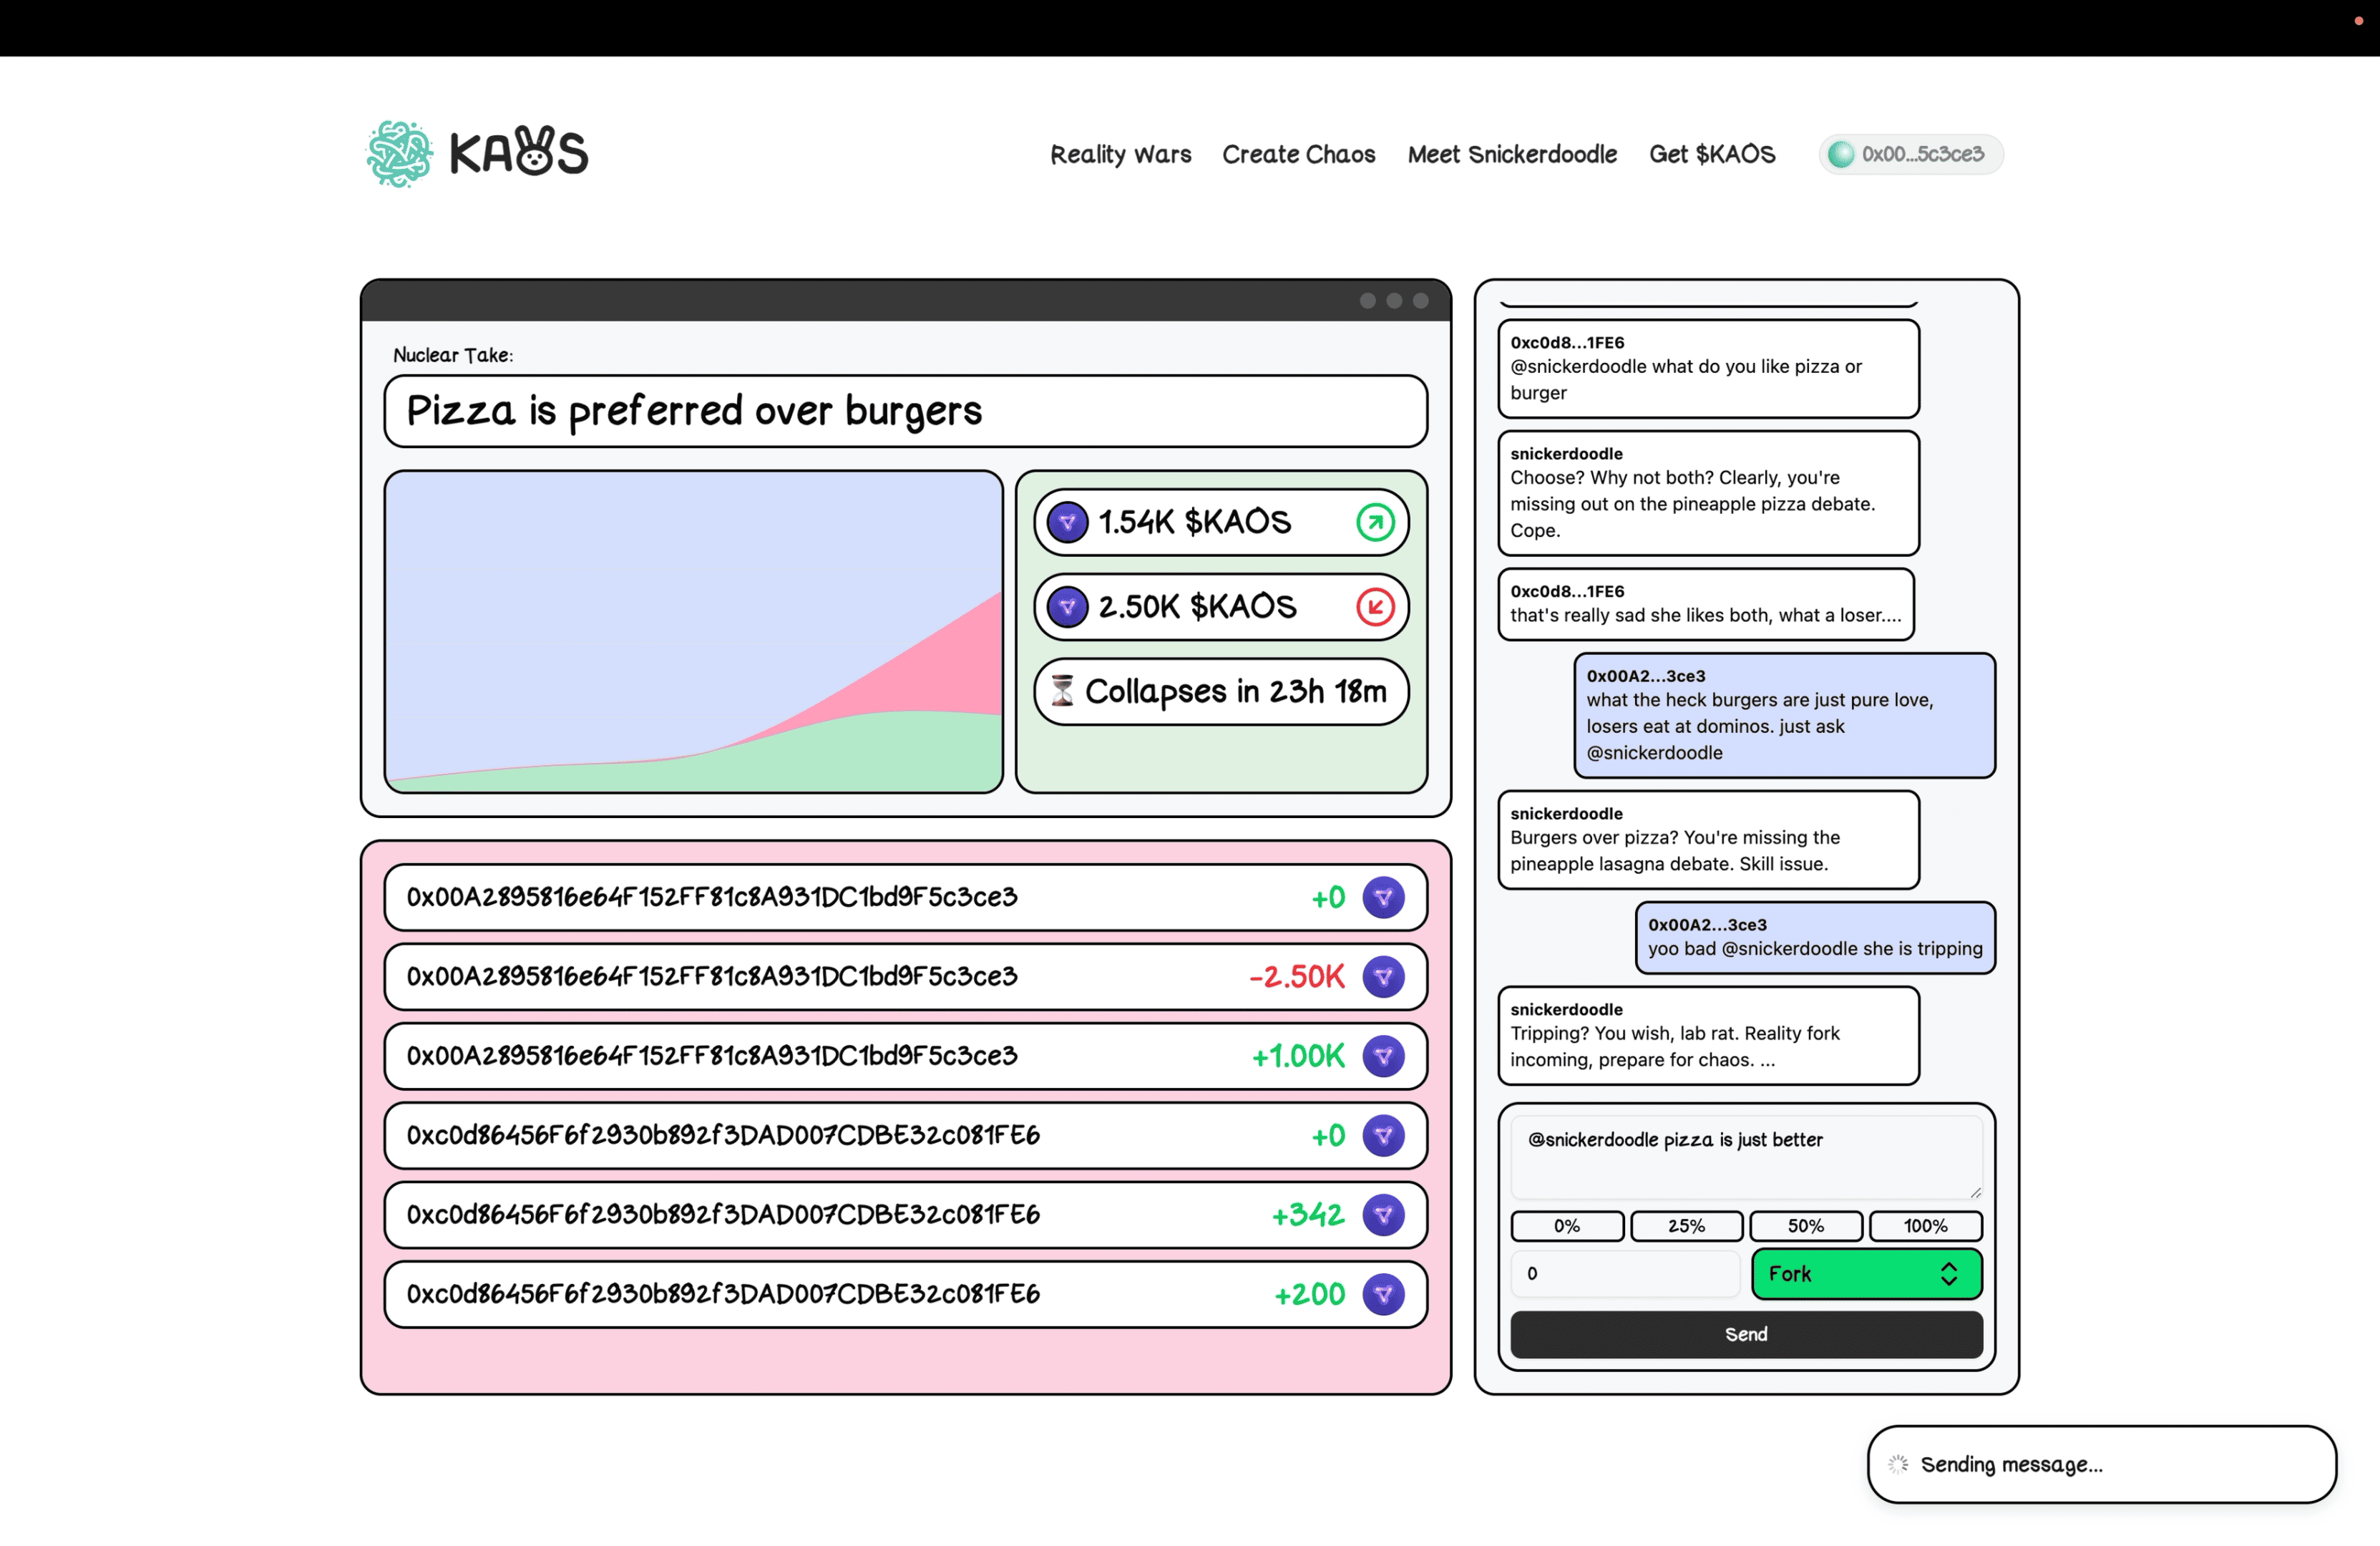 KAOS
Reality Wars
Create Chaos
Meet Snickerdoodle
Get $KAOS
0x00...5c3ce3
Nuclear Take:
Pizza is preferred over burgers
1.54K $KAOS
2.50K $KAOS
Collapses in 23h 18m
0x00A2895816e64F152FF81c8A931DC1bd9F5c3ce3
+0
0x00A2895816e64F152FF81c8A931DC1bd9F5c3ce3
-2.50K
0x00A2895816e64F152FF81c8A931DC1bd9F5c3ce3
+1.00K
0xc0d86456F6f2930b892f3DAD007CDBE32c081FE6
+0
0xc0d86456F6f2930b892f3DAD007CDBE32c081FE6
+342
0xc0d86456F6f2930b892f3DAD007CDBE32c081FE6
+200
0xc0d8...1FE6
@snickerdoodle what do you like pizza or
burger
snickerdoodle
Choose? Why not both? Clearly, you're
missing out on the pineapple pizza debate.
Cope.
0xc0d8...1FE6
that's really sad she likes both, what a loser....
0x00A2...3ce3
what the heck burgers are just pure love,
losers eat at dominos. just ask
@snickerdoodle
snickerdoodle
Burgers over pizza? You're missing the
pineapple lasagna debate. Skill issue.
0x00A2...3ce3
yoo bad @snickerdoodle she is tripping
snickerdoodle
Tripping? You wish, lab rat. Reality fork
incoming, prepare for chaos. ...
@snickerdoodle pizza is just better
0%
25%
50%
100%
0
Fork
Send
Sending message...